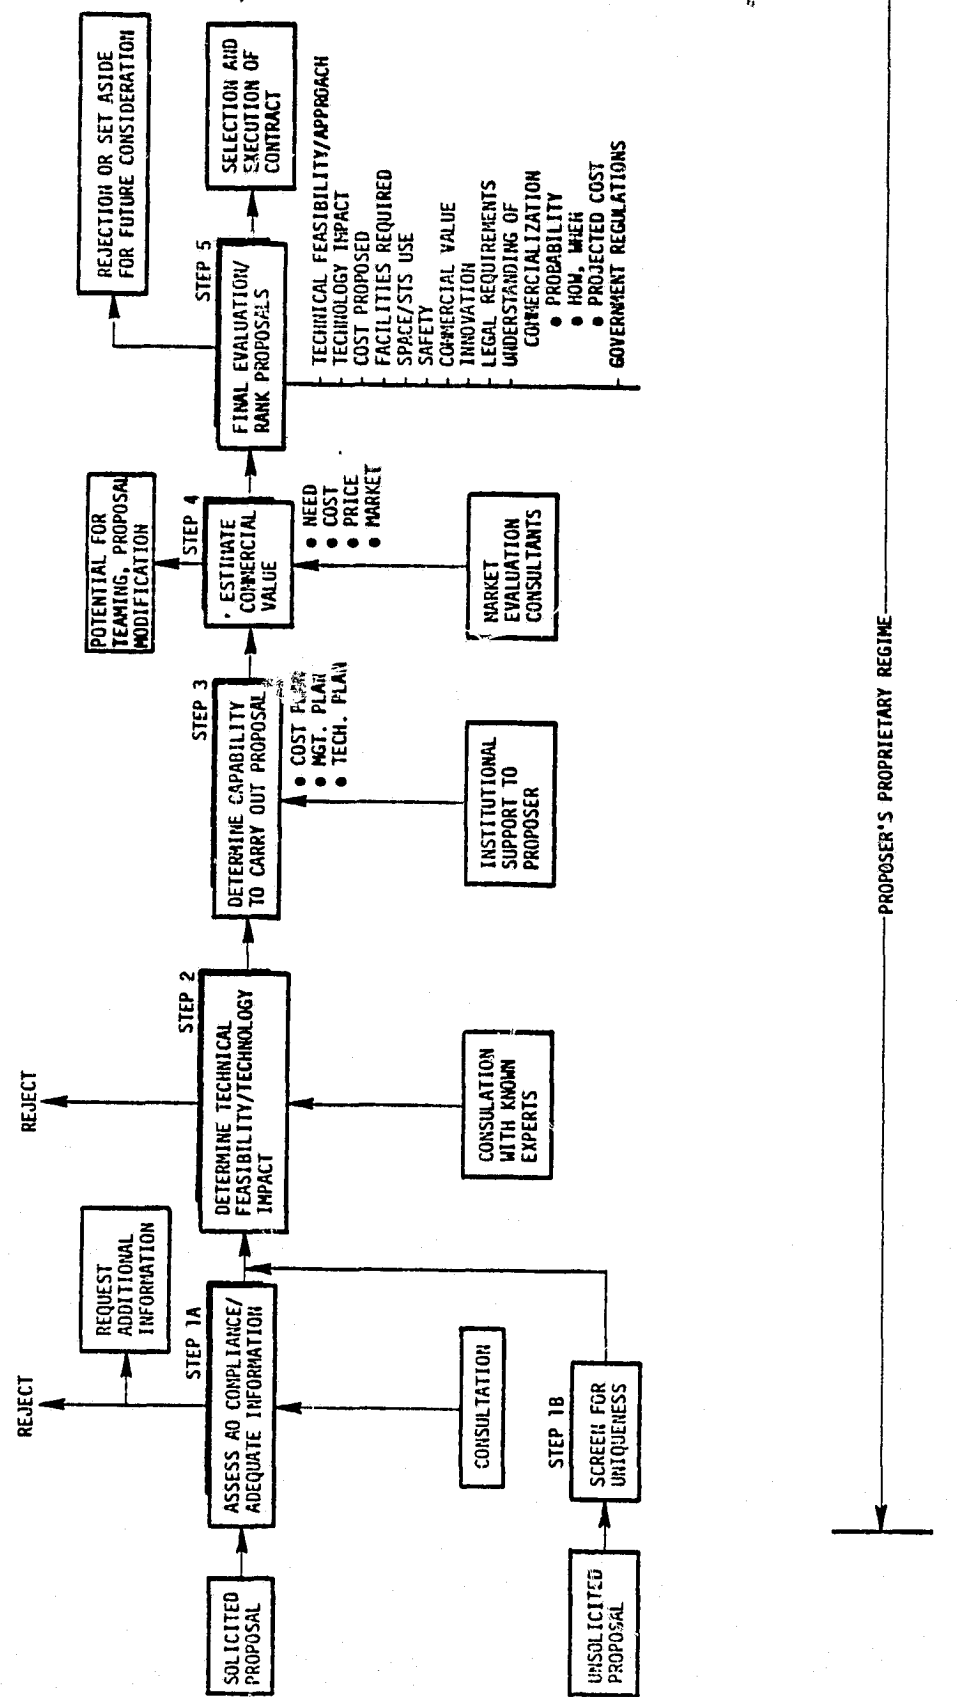 SOLICITED
PROPOSAL
STEP 1A
ASSESS AO COMPLIANCE/
ADEQUATE INFORMATION
REJECT
REQUEST
ADDITIONAL
INFORMATION
CONSULTATION
UNSOLICITED
PROPOSAL
STEP 1B
SCREEN FOR
UNIQUENESS
STEP 2
DETERMINE TECHNICAL
FEASIBILITY/TECHNOLOGY
IMPACT
REJECT
CONSULATION
WITH KNOWN
EXPERTS
STEP 3
DETERMINE CAPABILITY
TO CARRY OUT PROPOSAL
● COST PLAN
● MGT. PLAN
● TECH. PLAN
INSTITUTIONAL
SUPPORT TO
PROPOSER
POTENTIAL FOR
TEAMING, PROPOSAL
MODIFICATION
STEP 4
ESTIMATE
COMMERCIAL
VALUE
● NEED
● COST
● PRICE
● MARKET
MARKET
EVALUATION
CONSULTANTS
REJECTION OR SET ASIDE
FOR FUTURE CONSIDERATION
STEP 5
FINAL EVALUATION/
RANK PROPOSALS
SELECTION AND
EXECUTION OF
CONTRACT
TECHNICAL FEASIBILITY/APPROACH
TECHNOLOGY IMPACT
COST PROPOSED
FACILITIES REQUIRED
SPACE/STS USE
SAFETY
COMMERCIAL VALUE
INNOVATION
LEGAL REQUIREMENTS
UNDERSTANDING OF
COMMERCIALIZATION
● PROBABILITY
● HOW, WHEN
● PROJECTED COST
GOVERNMENT REGULATIONS
PROPOSER'S PROPRIETARY REGIME